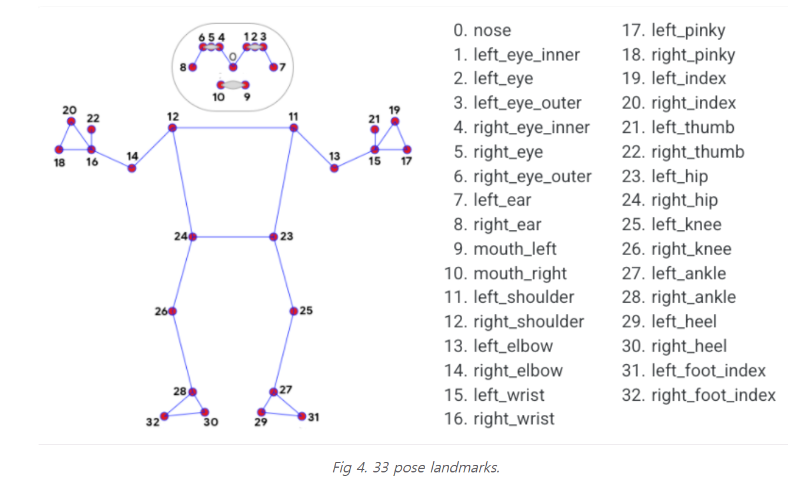 6 5 4 1 2 3
0
8 7
10 9
20 19
22 21
12 11
18 16 14 13 15 17
24 23
26 25
28 27
32 30 29 31
0. nose
1. left_eye_inner
2. left_eye
3. left_eye_outer
4. right_eye_inner
5. right_eye
6. right_eye_outer
7. left_ear
8. right_ear
9. mouth_left
10. mouth_right
11. left_shoulder
12. right_shoulder
13. left_elbow
14. right_elbow
15. left_wrist
16. right_wrist
17. left_pinky
18. right_pinky
19. left_index
20. right_index
21. left_thumb
22. right_thumb
23. left_hip
24. right_hip
25. left_knee
26. right_knee
27. left_ankle
28. right_ankle
29. left_heel
30. right_heel
31. left_foot_index
32. right_foot_index
Fig 4. 33 pose landmarks.